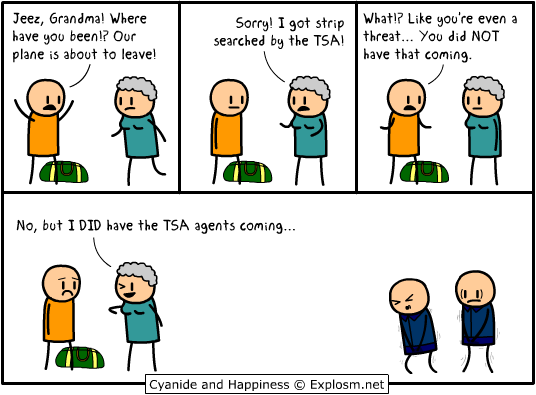 Jeez, Grandma! Where
have you been!? Our
plane is about to leave!
Sorry! I got strip
searched by the TSA!
What!? Like you're even a
threat... You did NOT
have that coming.
No, but I DID have the TSA agents coming...
Cyanide and Happiness © Explosm.net